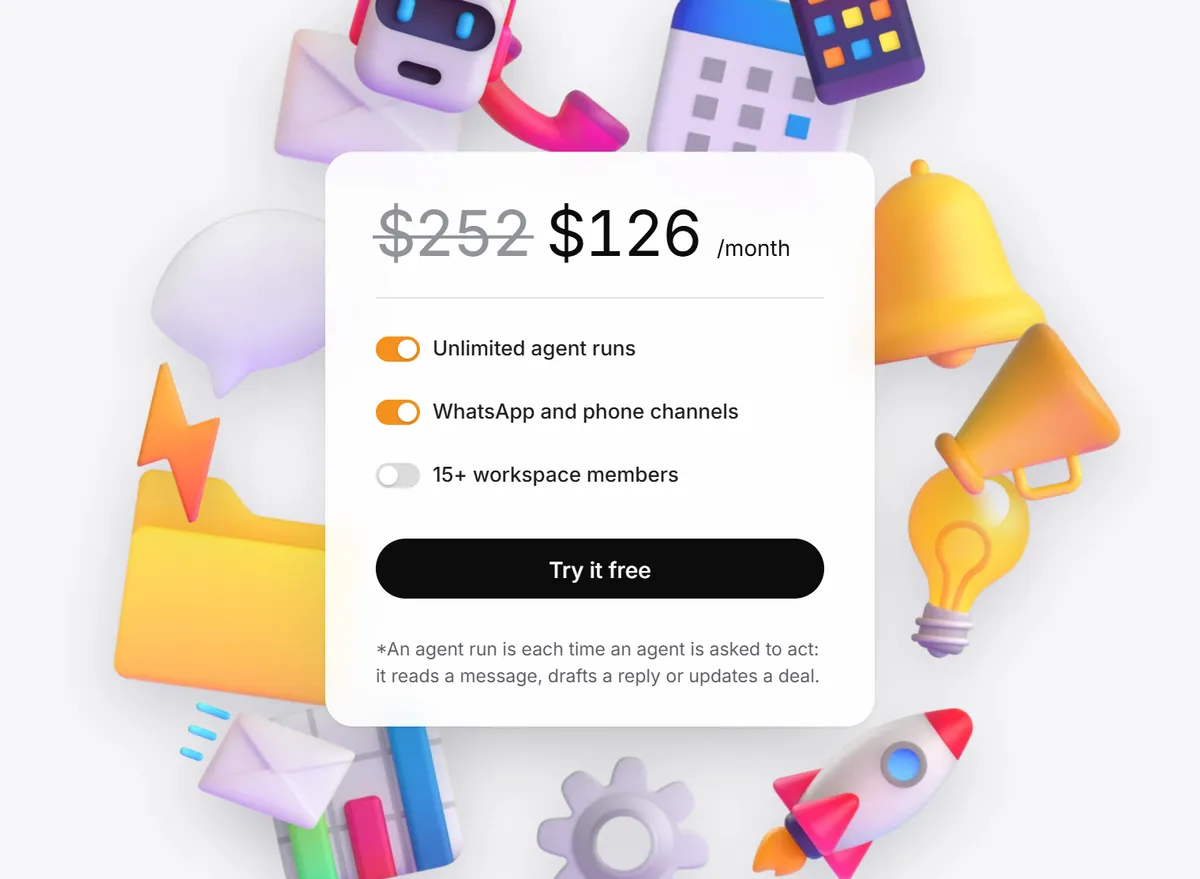 $252 $126 /month
Unlimited agent runs
WhatsApp and phone channels
15+ workspace members
Try it free
*An agent run is each time an agent is asked to act:
it reads a message, drafts a reply or updates a deal.